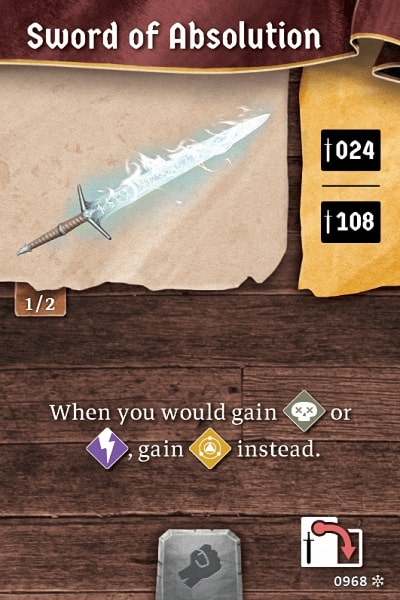 Sword of Absolution
024
108
1/2
When you would gain or
, gain instead.
0968